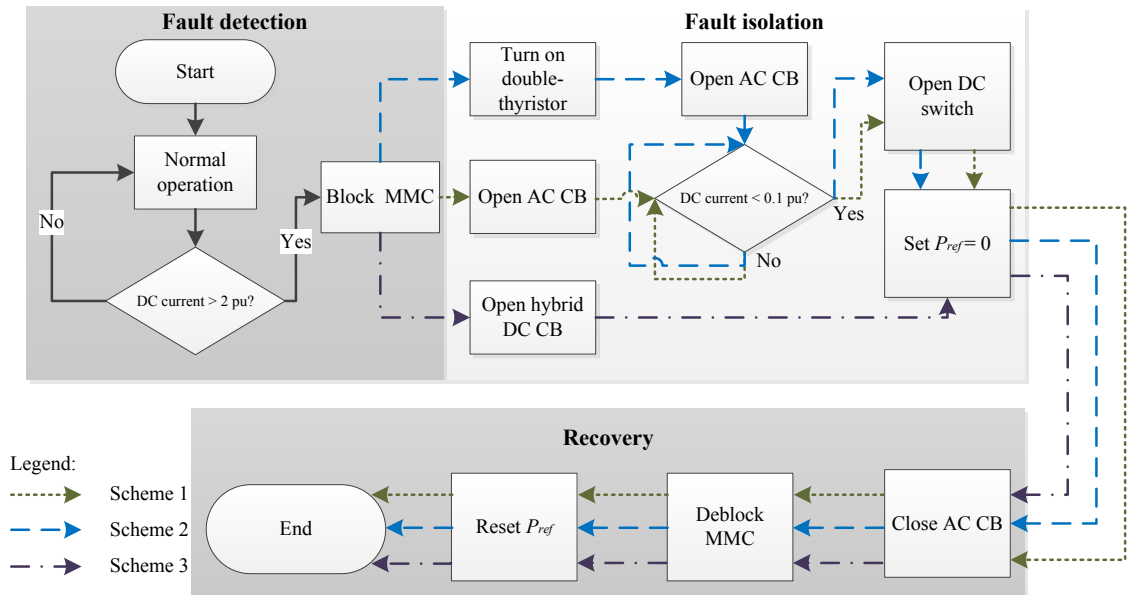 Fault detection
Fault isolation
Start
Normal
operation
No
Yes
DC current > 2 pu?
Block MMC
Turn on
double-
thyristor
Open AC CB
Open DC
switch
Open AC CB
DC current < 0.1 pu?
Yes
No
Set Pref = 0
Open hybrid
DC CB
Recovery
Legend:
Scheme 1
Scheme 2
Scheme 3
End
Reset Pref
Deblock
MMC
Close AC CB